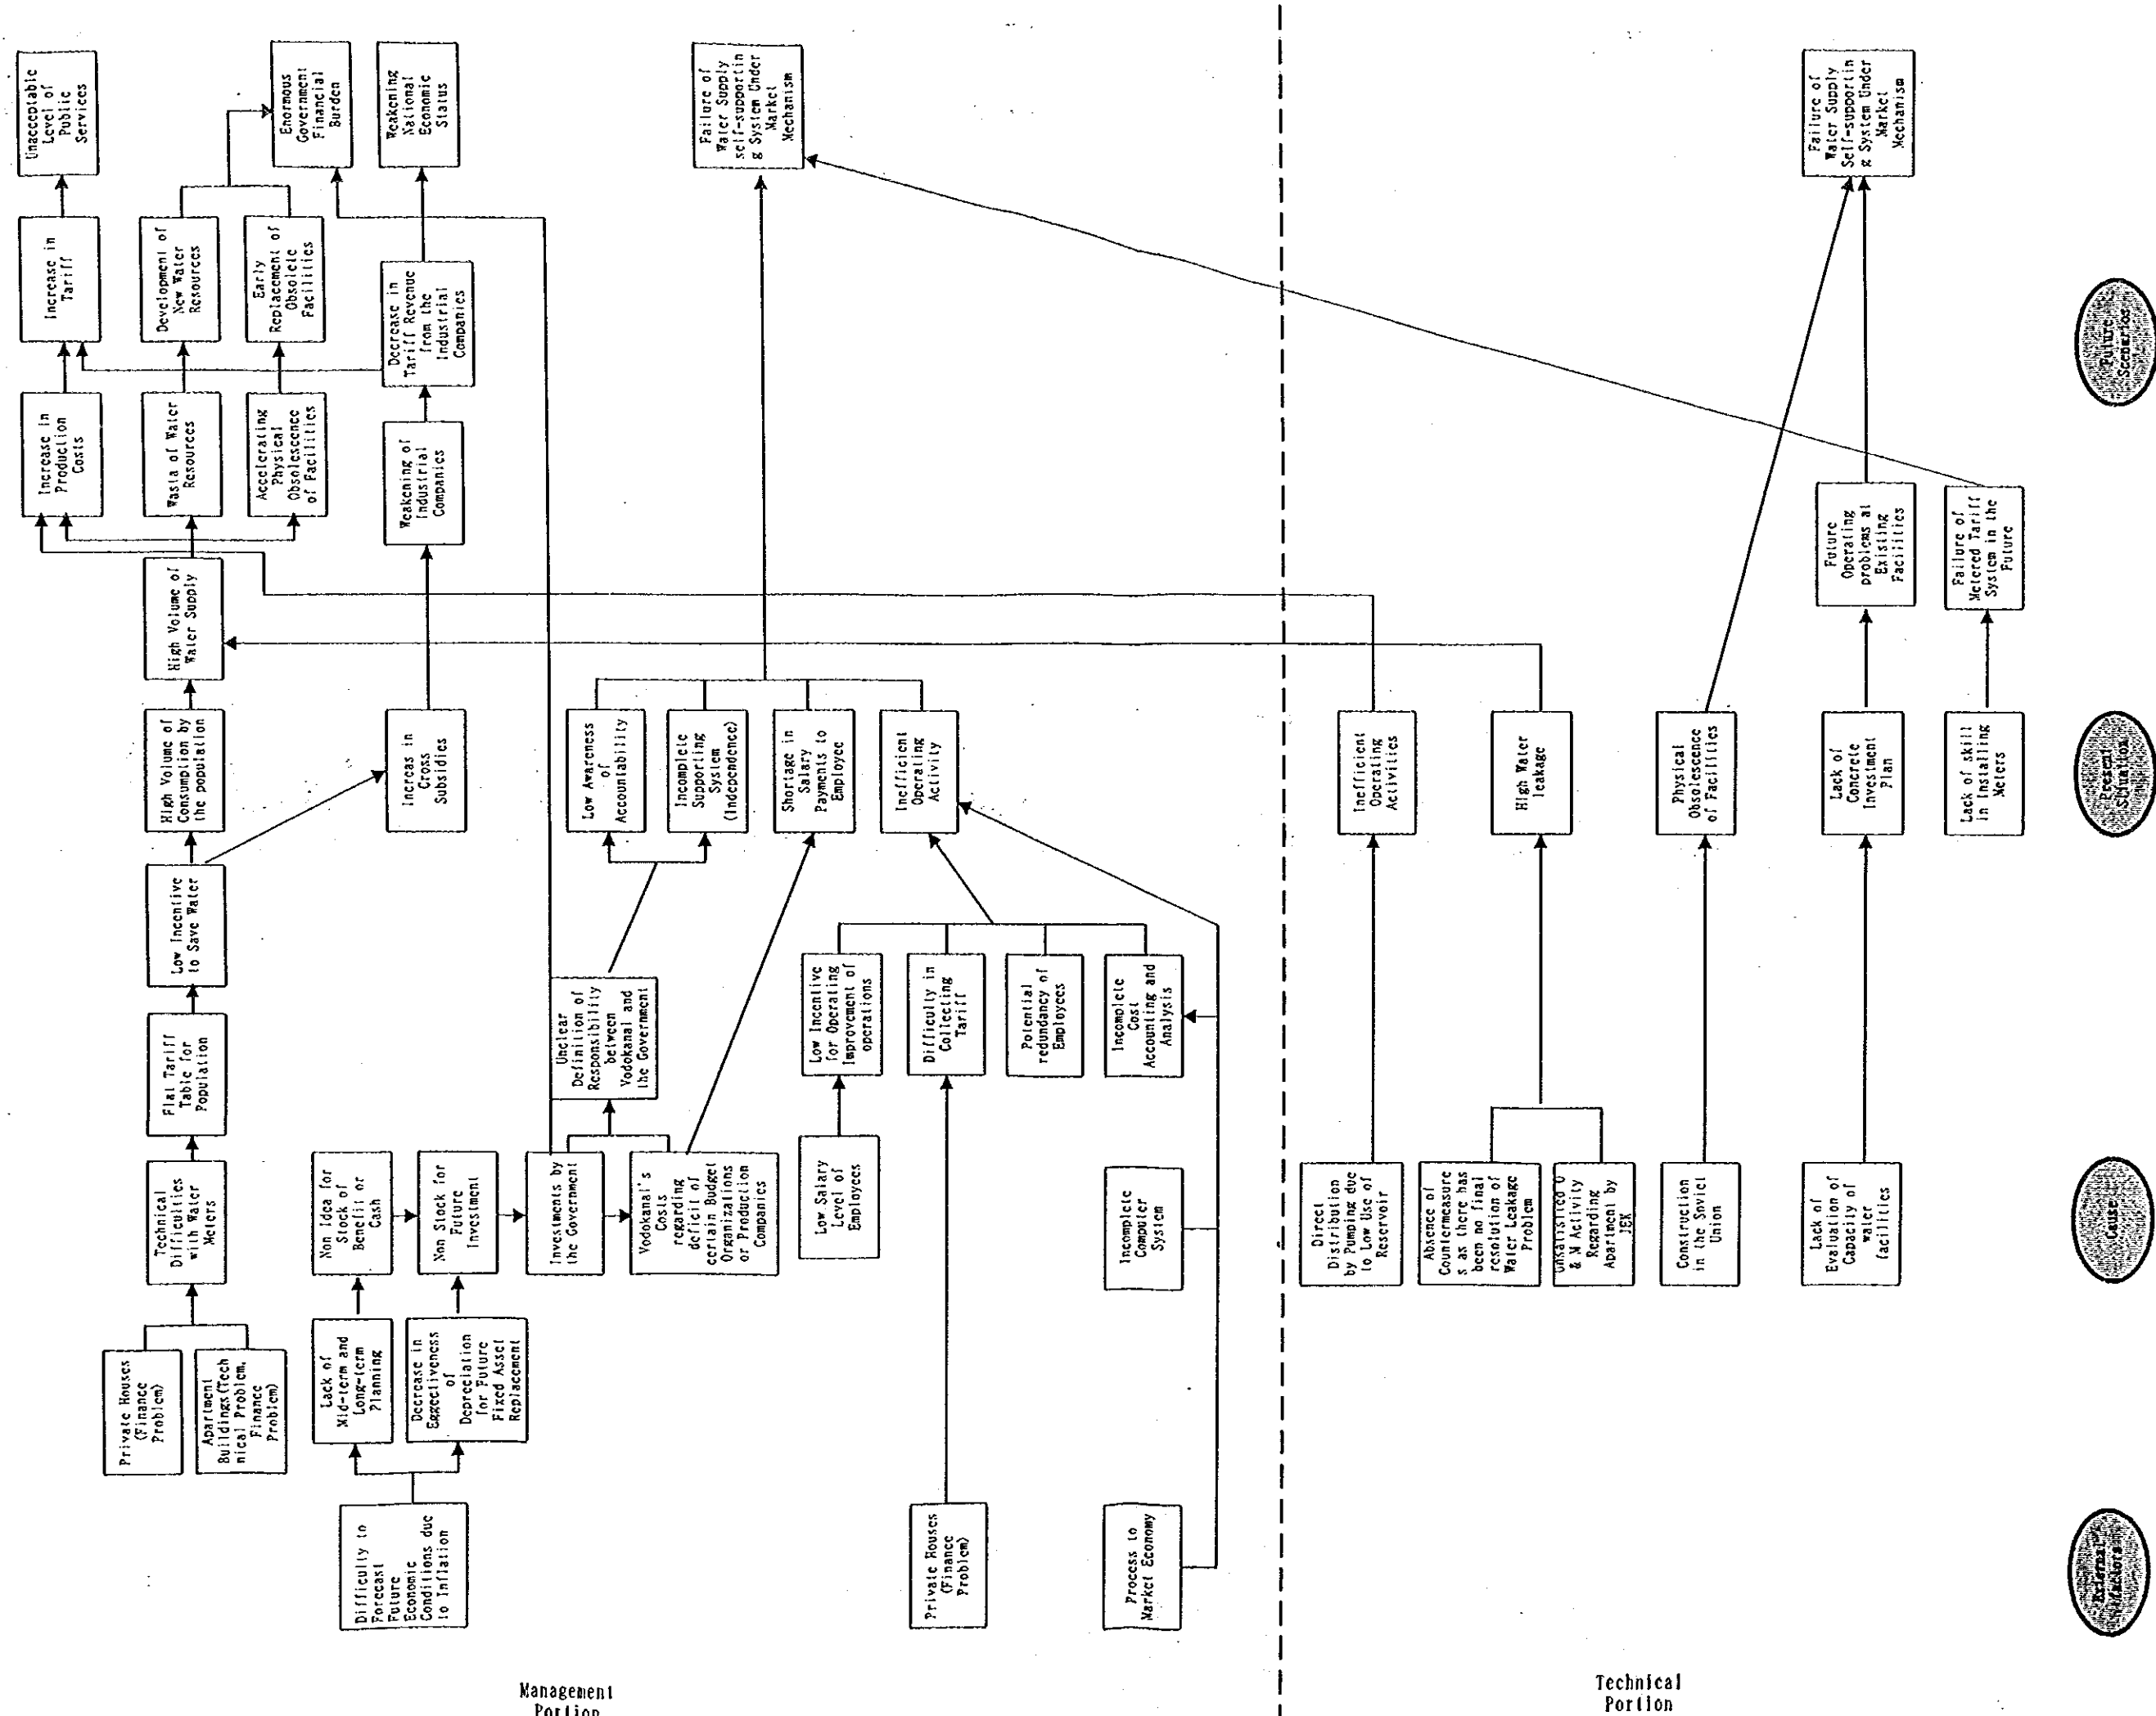 Unacceptable
Level of
Public
Services
Enormous
Government
Financial
Burden
Weakening
National
Economic
Status
Failure of
Water Supply
self-supportin
g System Under
Market
Mechanism
Failure of
Water Supply
Self-supportin
g System Under
Market
Mechanism
Increase in
Tariff
Development of
New Water
Resources
Early
Replacement of
Obsolete
Facilities
Decrease in
Tariff Revenue
from the
Industrial
Companies
Future
Scenarios
Increase in
Production
Costs
Wasta of Water
Resources
Accelerating
Physical
Obsolescence
of Facilities
Weakening of
Industrial
Companies
Future
Operating
problems at
Existing
Facilities
Failure of
Metered Tariff
System in the
Future
High Volume of
Water Supply
High Volume of
Consumption by
the population
Increas in
Cross
Subsidies
Low Awareness
of
Accountability
Incomplete
Supporting
System
(Independence)
Shortage in
Salary
Payments to
Employee
Inefficient
Operating
Activity
Inefficient
Operating
Activities
High Water
leakage
Physical
Obsolescence
of Facilities
Lack of
Concrete
Investment
Plan
Lack of skill
in Installing
Meters
Present
Situation
Low Incentive
to Save Water
Flat Tariff
Table for
Population
Unclear
Definition of
Responsibility
between
Vodokanal and
the Government
Low Incentive
for Operating
Improvement of
operations
Difficulty in
Collecting
Tariff
Potential
redundancy of
Employees
Incomplete
Cost
Accounting and
Analysis
Technical
Difficulties
with Water
Meters
Non Idea for
Stock of
Benefit or
Cash
Non Stock for
Future
Investment
Investments by
the Government
Vodokanal's
Costs
regarding
deficit of
certain Budget
Organizations
or Production
Companies
Low Salary
Level of
Employees
Incomplete
Computer
System
Direct
Distribution
by Pumping due
to Low Use of
Reservoir
Absence of
Countermeasure
s as there has
been no final
resolution of
Water Leakage
Problem
& M Activity
Regarding
Apartment by
JEK
Construction
in the Soviet
Union
Lack of
Evaluation of
Capacity of
water
facilities
Cause
Private Houses
(Finance
Problem)
Apartment
Buildings(Tech
nical Problem,
Finance
Problem)
Lack of
Mid-term and
Long-term
Planning
Decrease in
Eggectiveness
of
Depreciation
for Future
Fixed Asset
Replacement
Difficulty to
Forecast
Future
Economic
Conditions due
to Inflation
Private Houses
(Finance
Problem)
Process to
Market Economy
External
Factors
Management
Portion
Technical
Portion